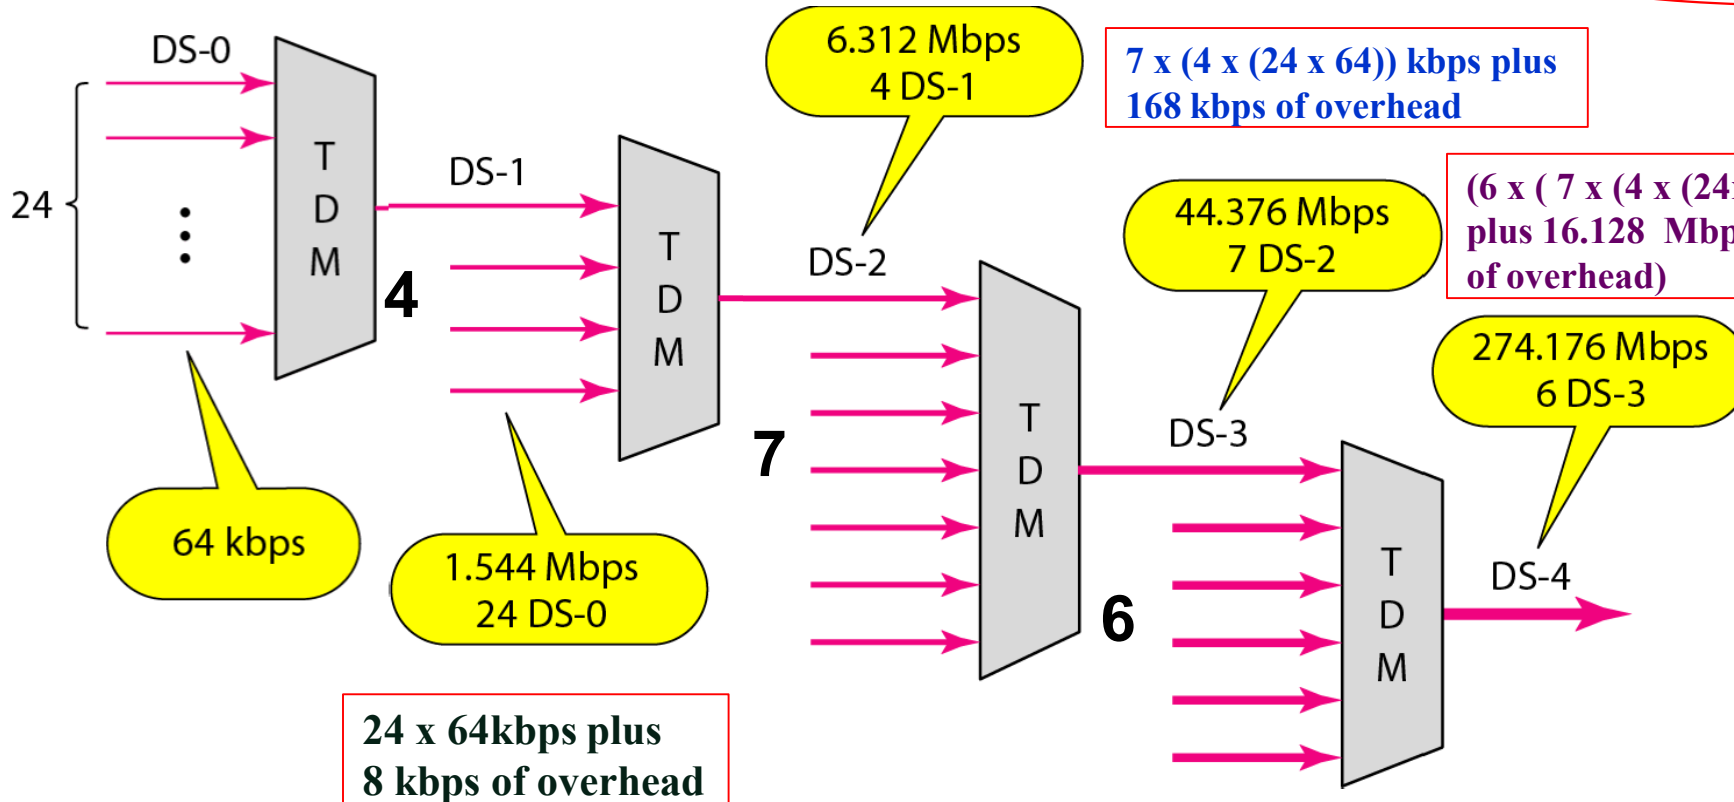 DS-0
24
T
D
M
64 kbps
4
DS-1
1.544 Mbps
24 DS-0
24 x 64kbps plus
8 kbps of overhead
T
D
M
6.312 Mbps
4 DS-1
DS-2
7
7 x (4 x (24 x 64)) kbps plus
168 kbps of overhead
T
D
M
44.376 Mbps
7 DS-2
DS-3
6
(6 x ( 7 x (4 x (24
plus 16.128 Mbp
of overhead)
T
D
M
274.176 Mbps
6 DS-3
DS-4